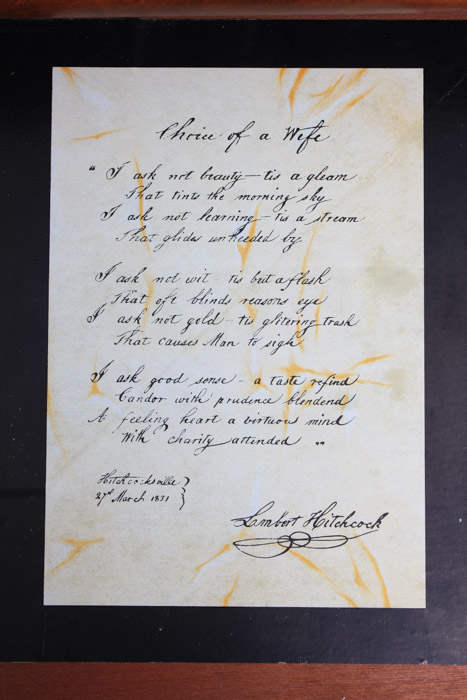 Choice of a Wife
" I ask not beauty – tis a gleam
That tints the morning sky
I ask not learning – tis a stream
That glides unheeded by
I ask not wit – tis but a flash
That oft blinds reasons eye
I ask not gold – tis glitering trash
That causes Man to sigh
I ask good sense – a taste refind
Candor with prudence blendend
A feeling heart a virtuou mind
With charity attended "
Hitchcocksville
27th March 1831
Lambert Hitchcock